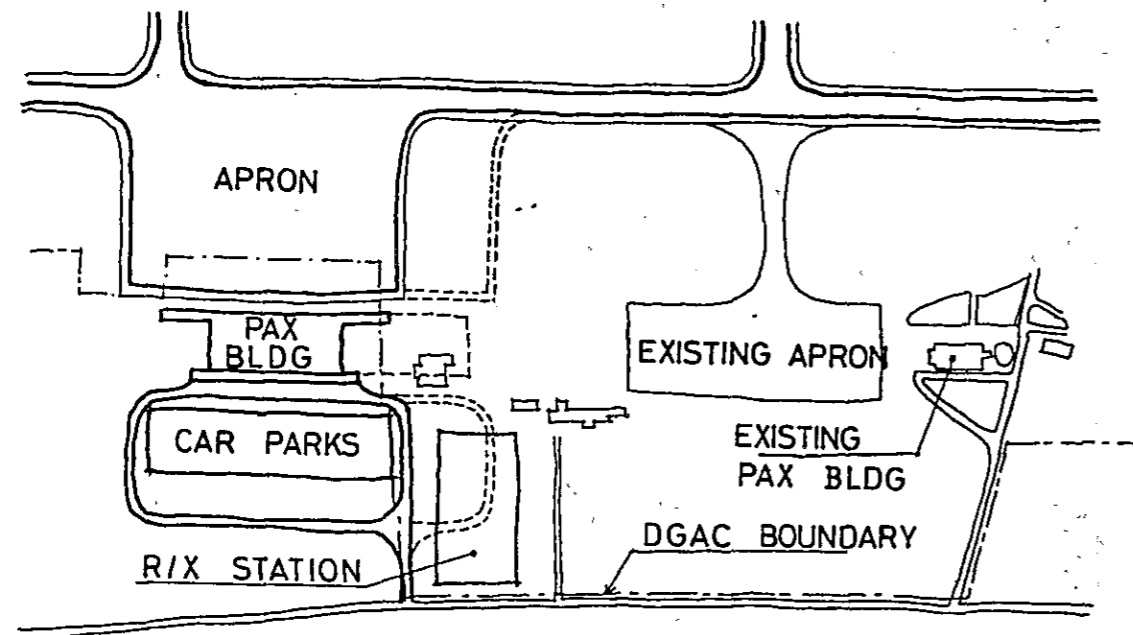 APRON
PAX
BLDG
EXISTING APRON
CAR PARKS
EXISTING
PAX BLDG
DGAC BOUNDARY
R/X STATION